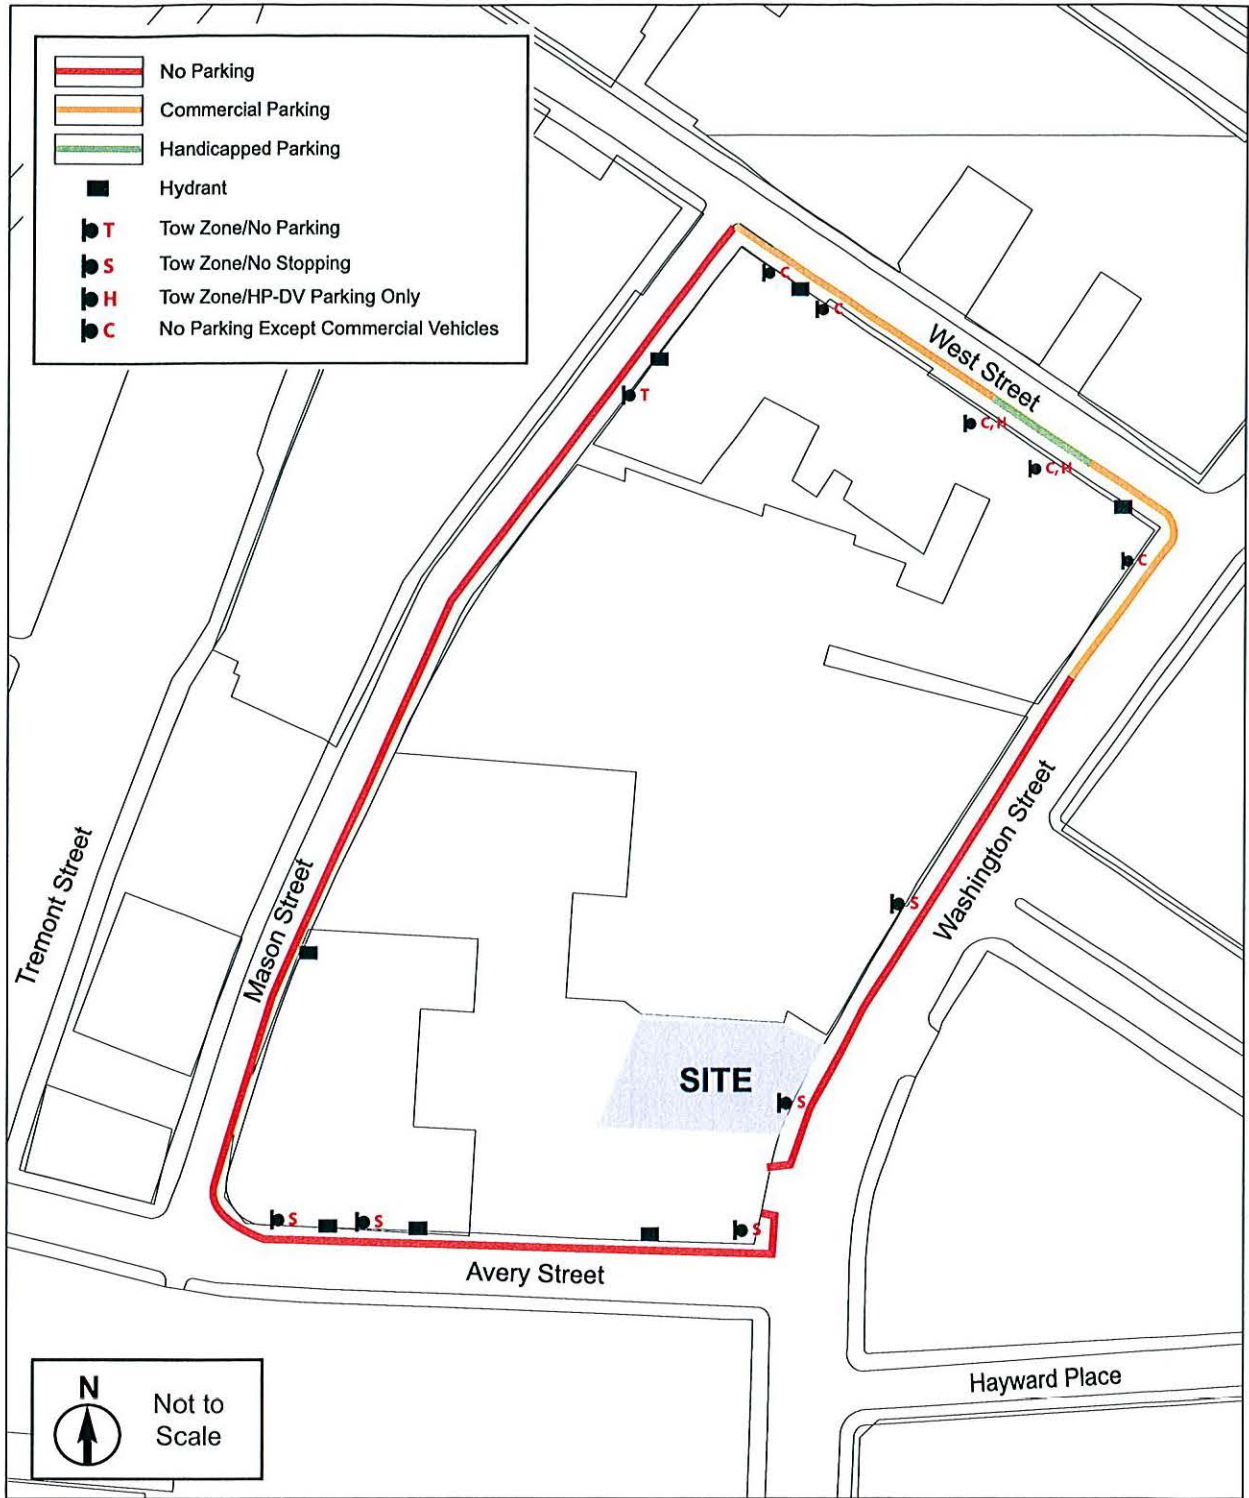 No Parking
Commercial Parking
Handicapped Parking
Hydrant
T Tow Zone/No Parking
S Tow Zone/No Stopping
H Tow Zone/HP-DV Parking Only
C No Parking Except Commercial Vehicles
C
C
West Street
T
C, H
C, H
C
Washington Street
S
Tremont Street
Mason Street
SITE
S
S
S
S
Avery Street
Hayward Place
N
Not to
Scale